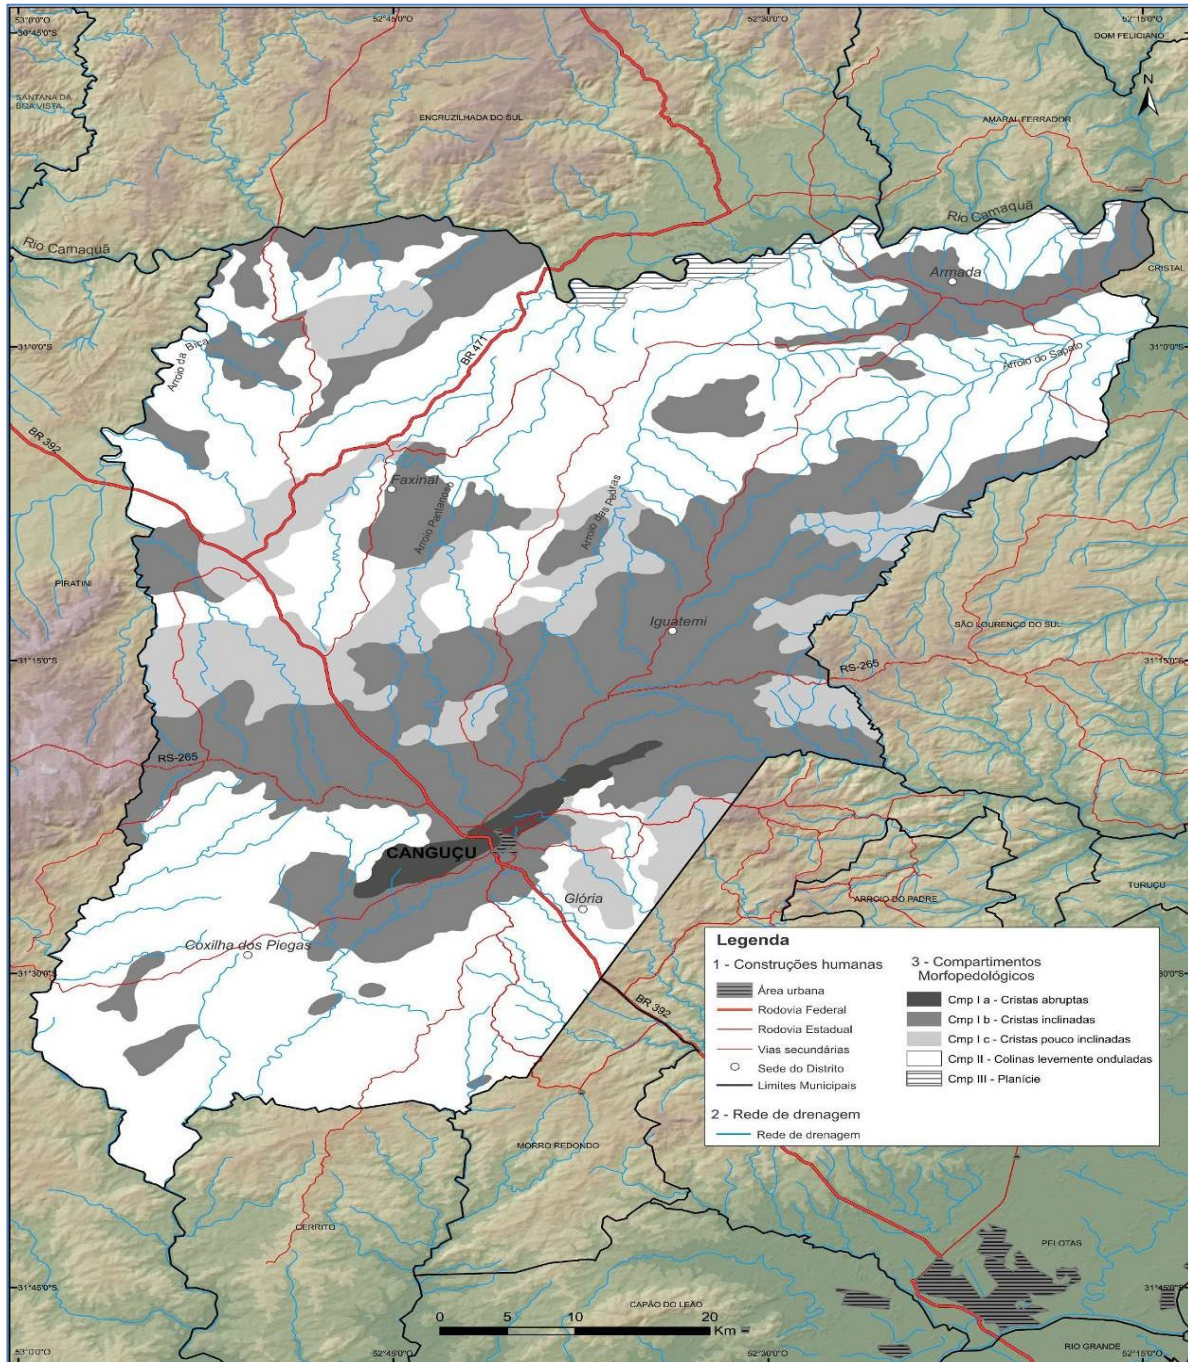 53°0'0"O
52°45'0"O
52°30'0"O
52°15'0"O
30°45'0"S
DOM FELICIANO
SANTANA DA
BOA VISTA
N
ENCRUZILHADA DO SUL
AMARAL FERRADOR
Rio Camaquã
Rio Camaquã
CRISTAL
Armada
31°0'0"S
31°0'0"S
Arroio da Bica
BR 471
Arroio do Sapato
BR 392
Faxinal
Arroio Pantanoso
Arroio das Pedras
PIRATINI
Iguatemi
SÃO LOURENÇO DO SUL
31°15'0"S
31°15'0"S
RS-265
RS-265
CANGUÇU
TURUÇU
ARROIO DO PADRE
Glória
Coxilha dos Piegas
31°30'0"S
BR 392
Legenda
1 - Construções humanas
Área urbana
Rodovia Federal
Rodovia Estadual
Vias secundárias
Sede do Distrito
Limites Municipais
2 - Rede de drenagem
Rede de drenagem
3 - Compartimentos
Morfopedológicos
Cmp I a - Cristas abruptas
Cmp I b - Cristas inclinadas
Cmp I c - Cristas pouco inclinadas
Cmp II - Colinas levemente onduladas
Cmp III - Planície
MORRO REDONDO
CERRITO
PELOTAS
31°45'0"S
31°45'0"S
CAPÃO DO LEÃO
0 5 10 20
Km
RIO GRANDE
52°45'0"O
52°30'0"O
52°15'0"O